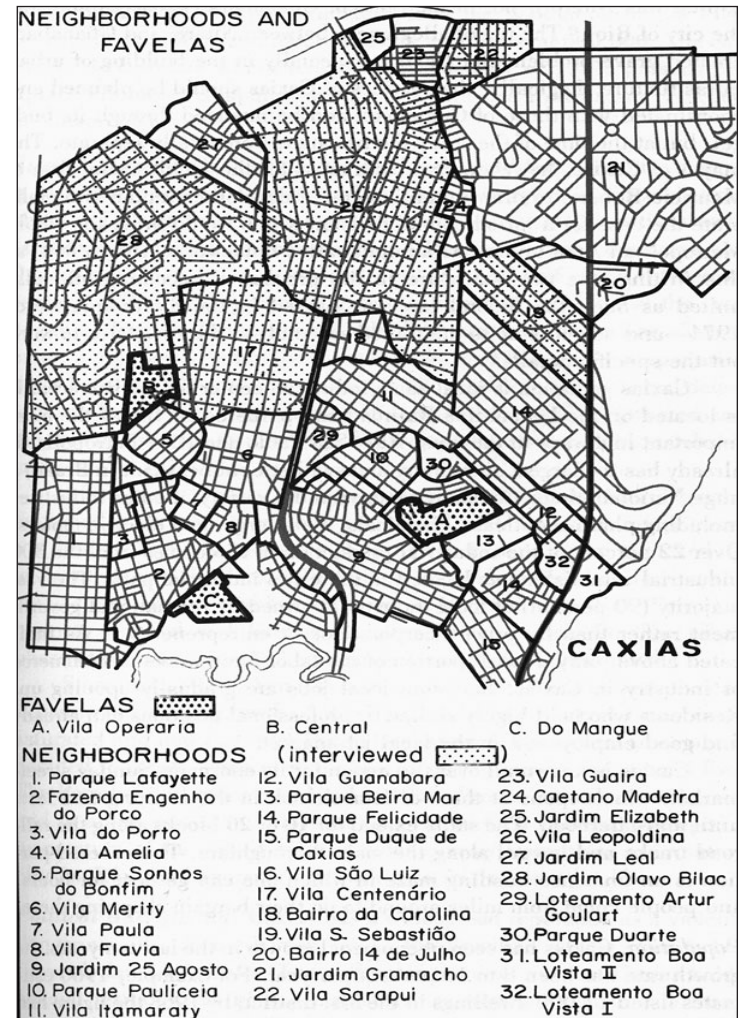 NEIGHBORHOODS AND
FAVELAS
25
23
22
27
21
28
26
24
20
19
18
17
B
11
14
29
5
6
10
30
4
A
12
1
3
8
13
2
9
32
31
C
16
15
CAXIAS
FAVELAS
A. Vila Operaria
B. Central
C. Do Mangue
NEIGHBORHOODS (interviewed )
1. Parque Lafayetti
2. Fazenda Engenho
do Porco
3. Vila do Porto
4. Vila Amelia
5. Parque Sonhos
do Bonfim
6. Vila Merity
7. Vila Paula
8. Vila Flavia
9. Jardim 25 Agosto
10. Parque Pauliceia
11. Vila Itamaraty
12. Vila Guanabara
13. Parque Beira Mar
14. Parque Felicidade
15. Parque Duque
Caxias
16. Vila São Luiz
17. Centenário
18. Bairro da Carolina
19. Vila S. Sebastião
20. Bairro 14 de Julho
21. Jardim Gramacho
22. Vila Sarapui
23. Vila Guaira
24. Caetano Madeira
25. Jardim Elizabeth
26. Vila
27. Jardim Leal
28. Jardim Olavo Bilac
29. Loteamento Artur
Goulart
30. Parque Duarte
31. Loteamento Boa
Vista II
32. Loteamento Boa
Vista I